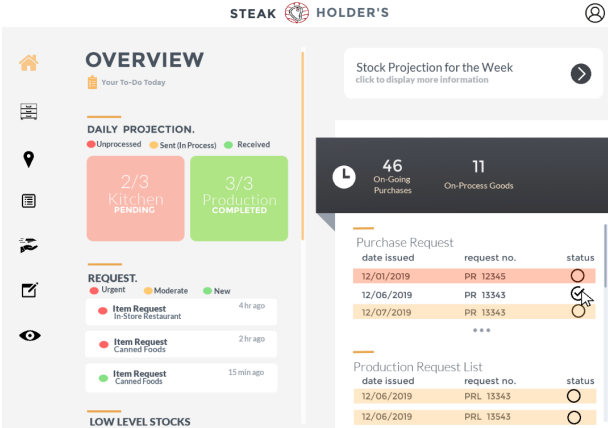 STEAK HOLDER'S
OVERVIEW
Your To-Do Today
DAILY PROJECTION.
Unprocessed Sent (In Process) Received
2/3
Kitchen
PENDING
3/3
Production
COMPLETED
REQUEST.
Urgent Moderate New
Item Request 4 hr ago
In-Store Restaurant
Item Request 2 hr ago
Canned Foods
Item Request 15 min ago
Canned Foods
LOW LEVEL STOCKS
Stock Projection for the Week
click to display more information
46
On-Going
Purchases
11
On-Process Goods
Purchase Request
date issued request no. status
12/01/2019 PR 12345
12/06/2019 PR 13343
12/07/2019 PR 13343
Production Request List
date issued request no. status
12/06/2019 PRL 13343
12/06/2019 PRL 13543